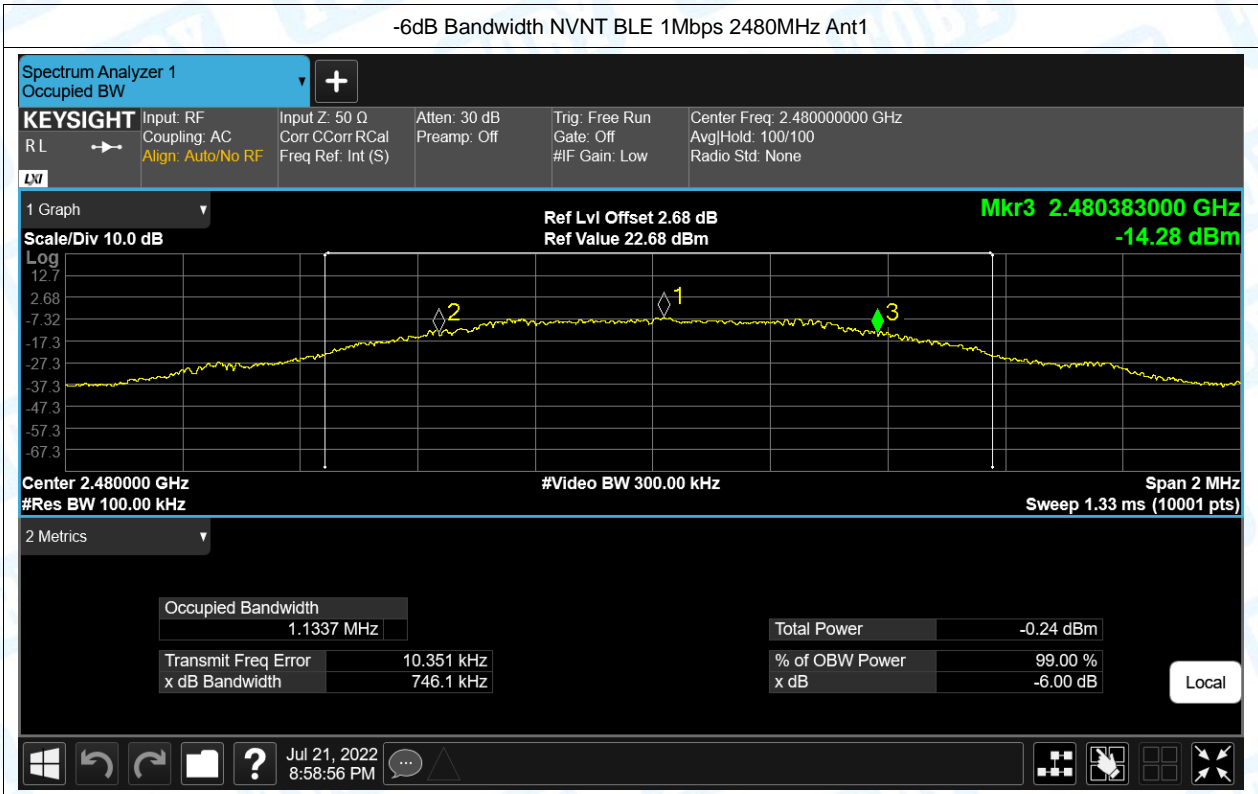 -6dB Bandwidth NVNT BLE 1Mbps 2480MHz Ant1
Spectrum Analyzer 1
Occupied BW
KEYSIGHT Input: RF Input Z: 50 Ω Atten: 30 dB Trig: Free Run Center Freq: 2.480000000 GHz
RL Coupling: AC Corr CCorr RCal Preamp: Off Gate: Off Avg|Hold: 100/100
Align: Auto/No RF Freq Ref: Int (S) #IF Gain: Low Radio Std: None
LXI
1 Graph Ref Lvl Offset 2.68 dB Mkr3 2.480383000 GHz
Scale/Div 10.0 dB Ref Value 22.68 dBm -14.28 dBm
Log
12.7
2.68
-7.32
-17.3
-27.3
-37.3
-47.3
-57.3
-67.3
2
1
3
Center 2.480000 GHz #Video BW 300.00 kHz Span 2 MHz
#Res BW 100.00 kHz Sweep 1.33 ms (10001 pts)
2 Metrics
Occupied Bandwidth
1.1337 MHz Total Power -0.24 dBm
Transmit Freq Error 10.351 kHz % of OBW Power 99.00 %
x dB Bandwidth 746.1 kHz x dB -6.00 dB
Local
? Jul 21, 2022
8:58:56 PM